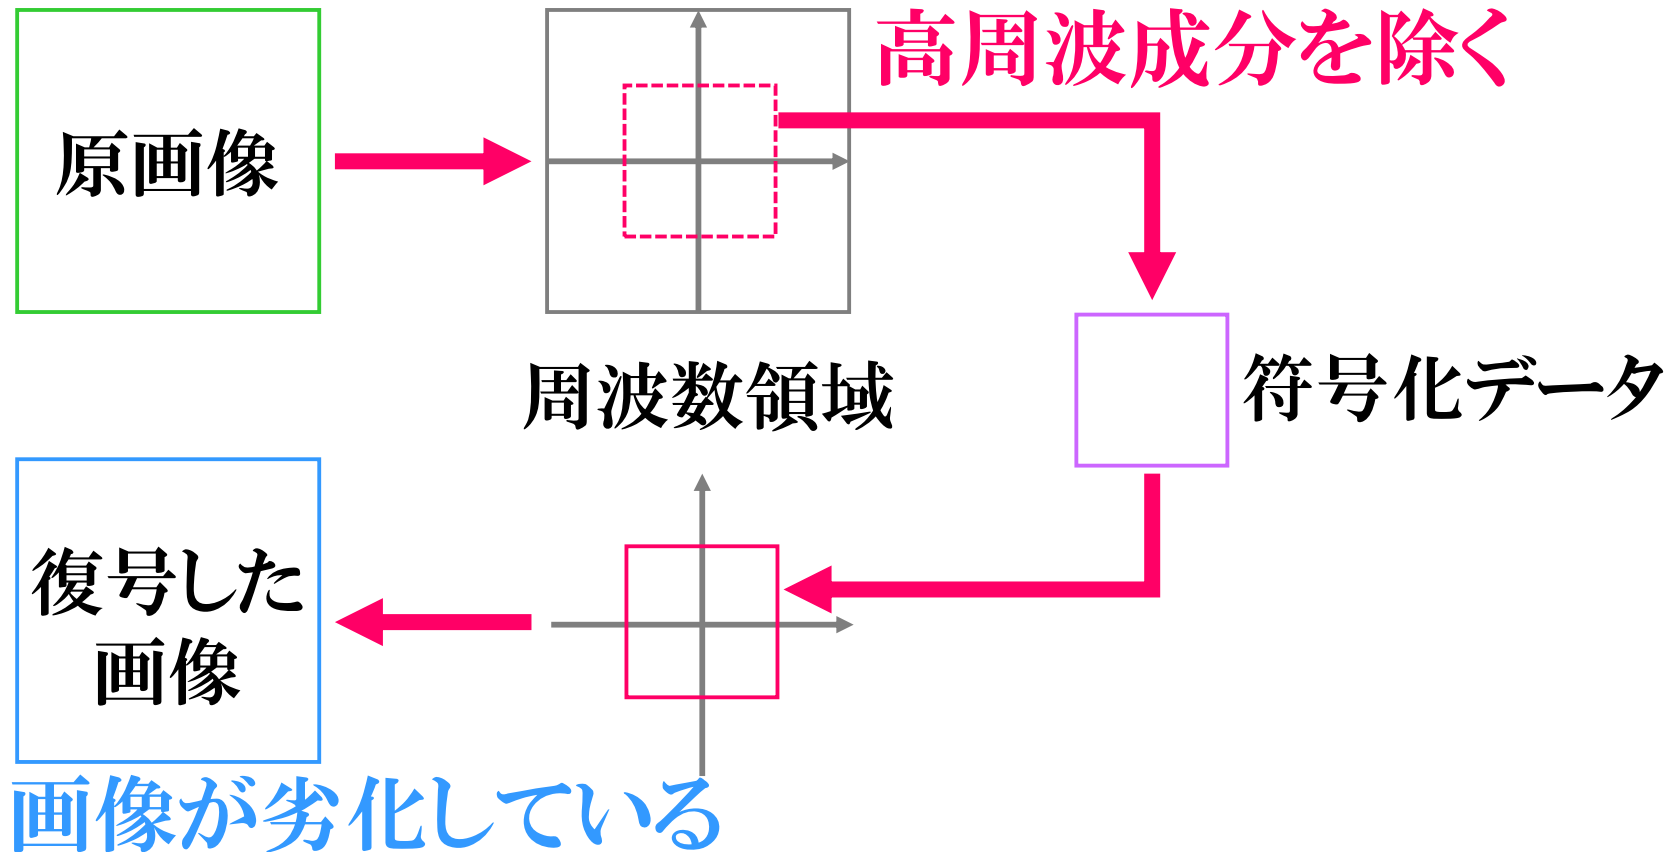 高周波成分を除く
原画像
周波数領域
符号化データ
復号した
画像
画像が劣化している